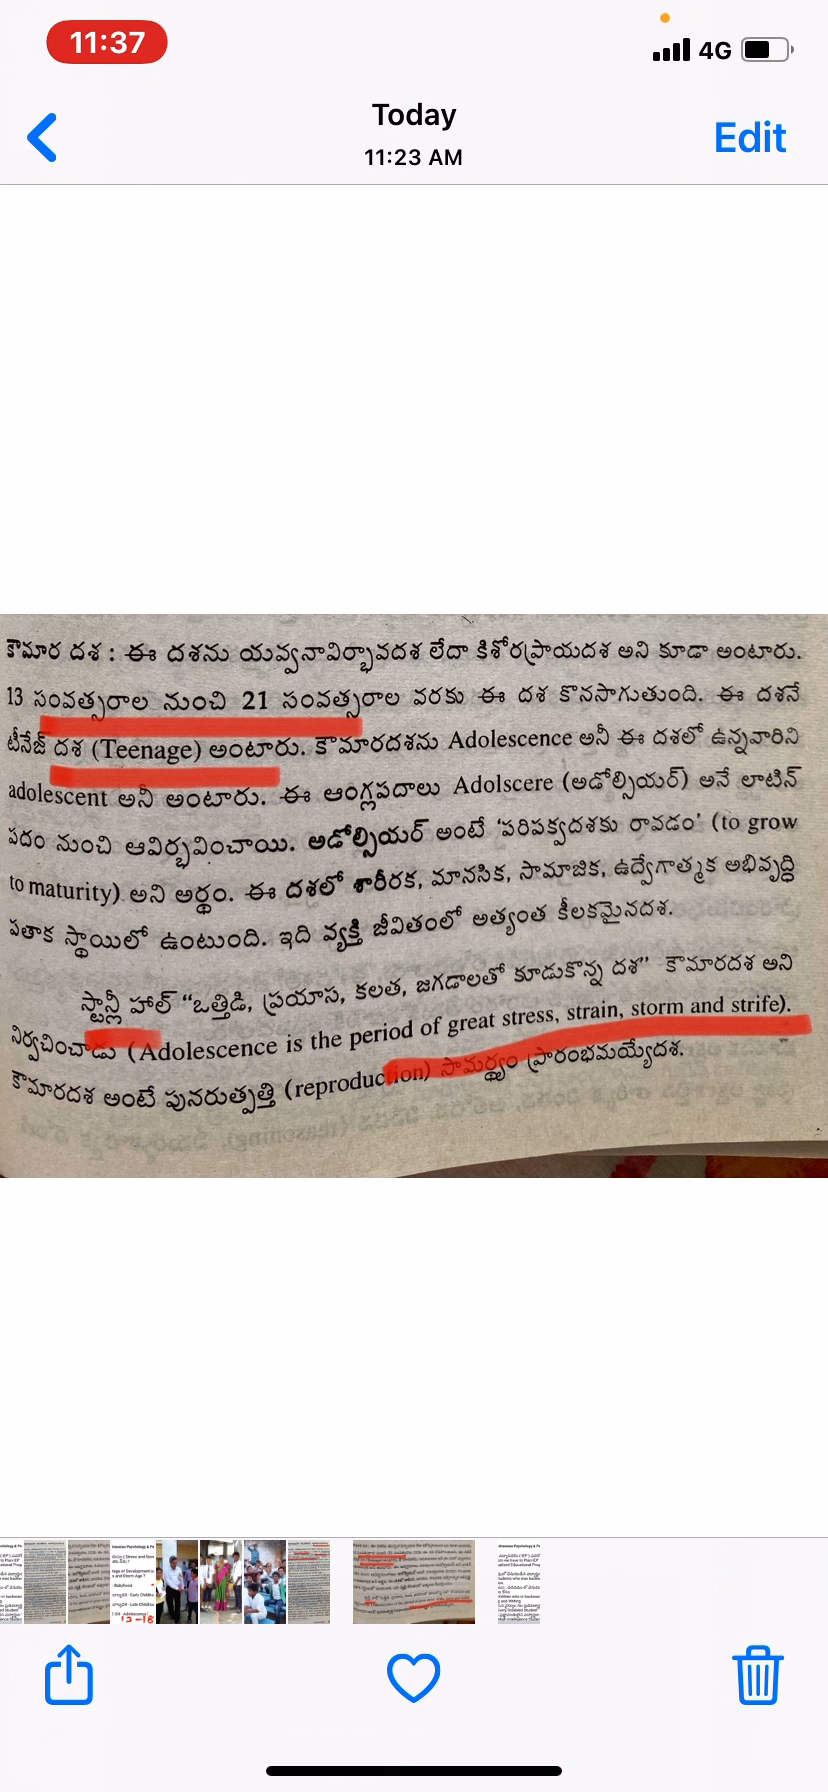 11:37
4G
Today
11:23 AM
Edit
కౌమార దశ : ఈ దశను యవ్వనావిర్భావదశ లేదా కిశోరప్రాయదశ అని కూడా అంటారు.
13 సంవత్సరాల నుంచి 21 సంవత్సరాల వరకు ఈ దశ కొనసాగుతుంది. ఈ దశనే
టీనేజ్ దశ (Teenage) అంటారు. కౌమారదశను Adolescence అనీ ఈ దశలో ఉన్నవారిని
adolescent అనీ అంటారు. ఈ ఆంగ్లపదాలు Adolscere (అడోల్సియర్) అనే లాటిన్
పదం నుంచి ఆవిర్భవించాయి. అడోల్సియర్ అంటే 'పరిపక్వదశకు రావడం' (to grow
to maturity) అని అర్థం. ఈ దశలో శారీరక, మానసిక, సామాజిక, ఉద్వేగాత్మక అభివృద్ధి
పతాక స్థాయిలో ఉంటుంది. ఇది వ్యక్తి జీవితంలో అత్యంత కీలకమైనదశ.
స్టాన్లీ హాల్ "ఒత్తిడి, ప్రయాస, కలత, జగడాలతో కూడుకొన్న దశ" కౌమారదశ అని
నిర్వచించాడు (Adolescence is the period of great stress, strain, storm and strife).
కౌమారదశ అంటే పునరుత్పత్తి (reproduction) సామర్థ్యం ప్రారంభమయ్యేదశ.
13-18